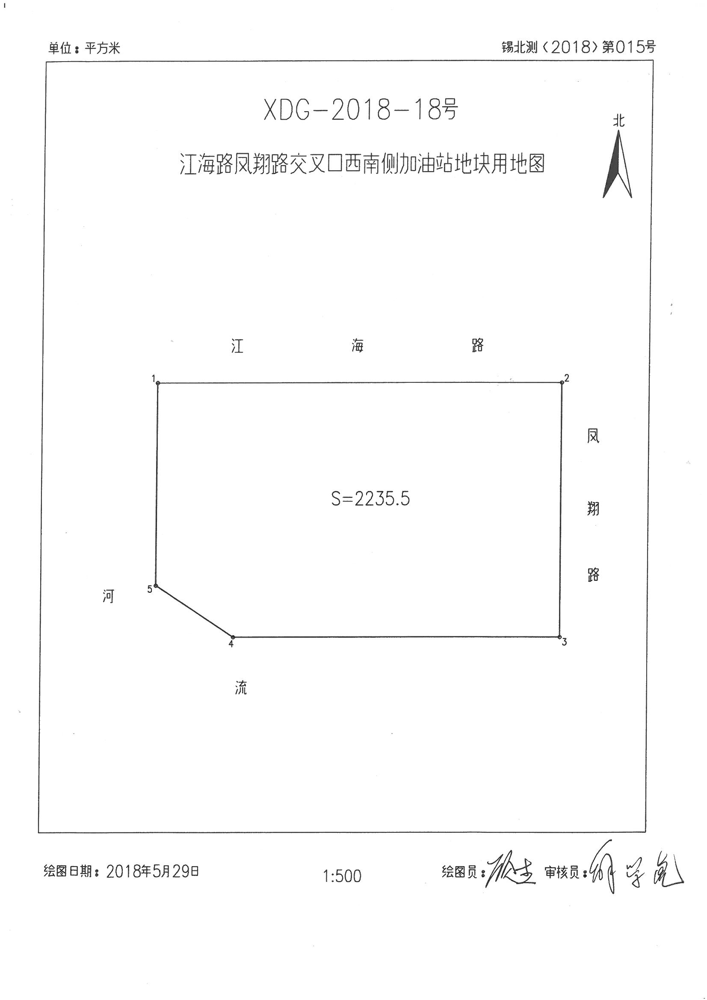 单位：平方米
锡北测（2018）第015号
XDG-2018-18号
北
江海路凤翔路交叉口西南侧加油站地块用地图
江海路
1
2
凤翔路
S=2235.5
5
河
4
3
流
绘图日期：2018年5月29日
1:500
绘图员：
审核员：